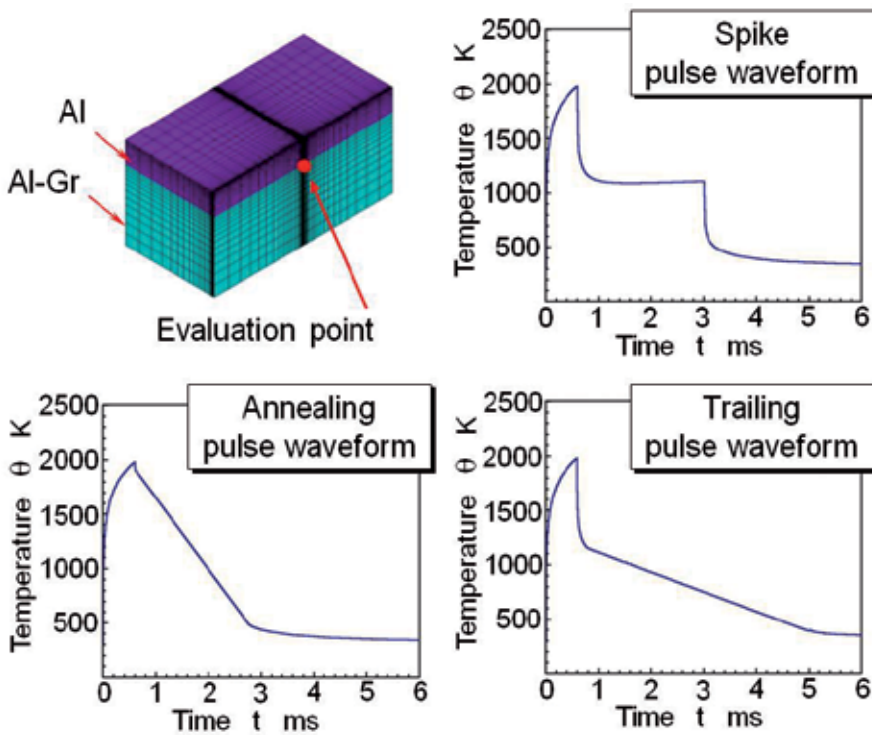 Al
Al-Gr
Evaluation point
Spike
pulse waveform
Temperature θ K
2500
2000
1500
1000
500
0 1 2 3 4 5 6
Time t ms
Annealing
pulse waveform
Temperature θ K
2500
2000
1500
1000
500
0 1 2 3 4 5 6
Time t ms
Trailing
pulse waveform
Temperature θ K
2500
2000
1500
1000
500
0 1 2 3 4 5 6
Time t ms